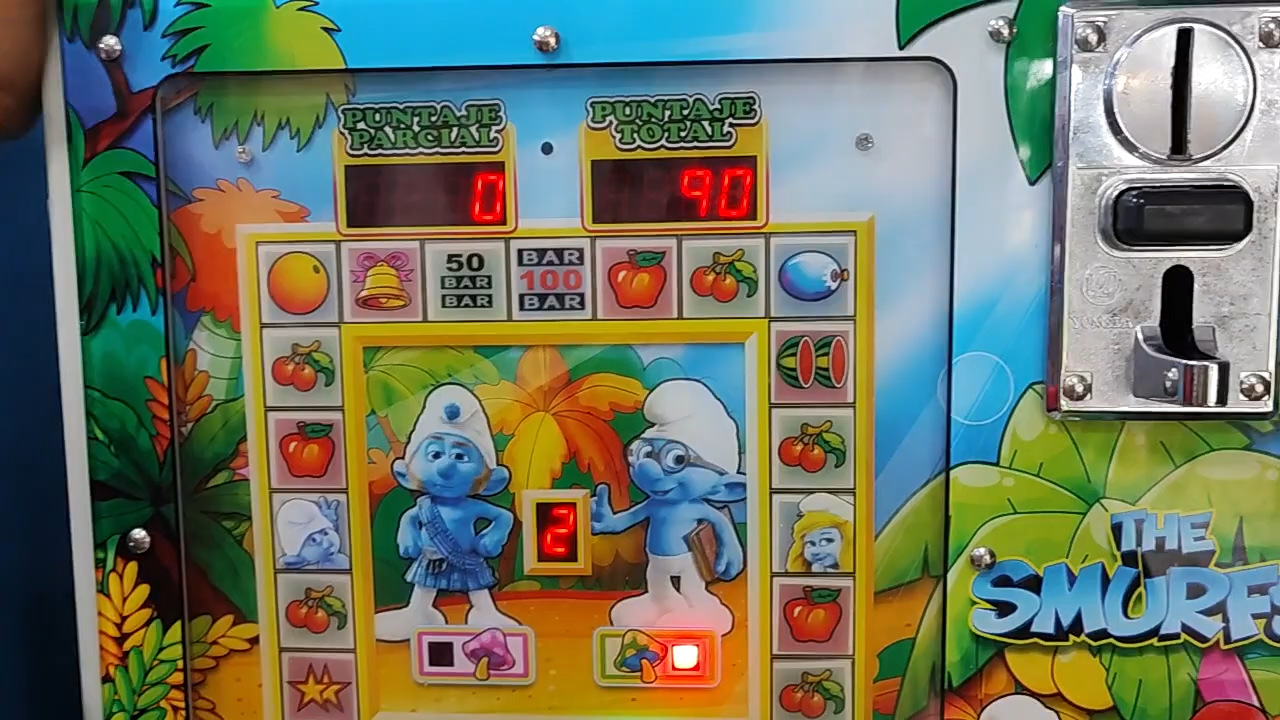 PUNTAJE
PARCIAL
PUNTAJE
TOTAL
0
90
50
BAR
BAR
BAR
100
BAR
2
THE
SMURFS